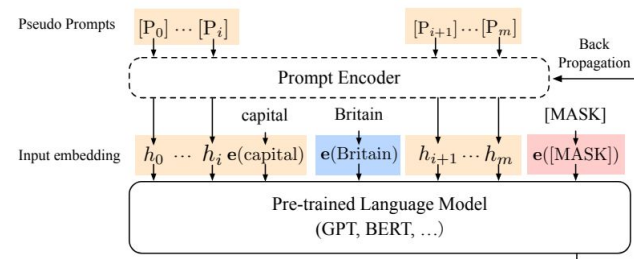 Pseudo Prompts [P₀] ⋯ [Pᵢ] [Pᵢ₊₁] ⋯ [Pₘ]
Back
Propagation
Prompt Encoder
capital Britain [MASK]
Input embedding h₀ ⋯ hᵢ e(capital) e(Britain) hᵢ₊₁ ⋯ hₘ e([MASK])
Pre-trained Language Model
(GPT, BERT, …)